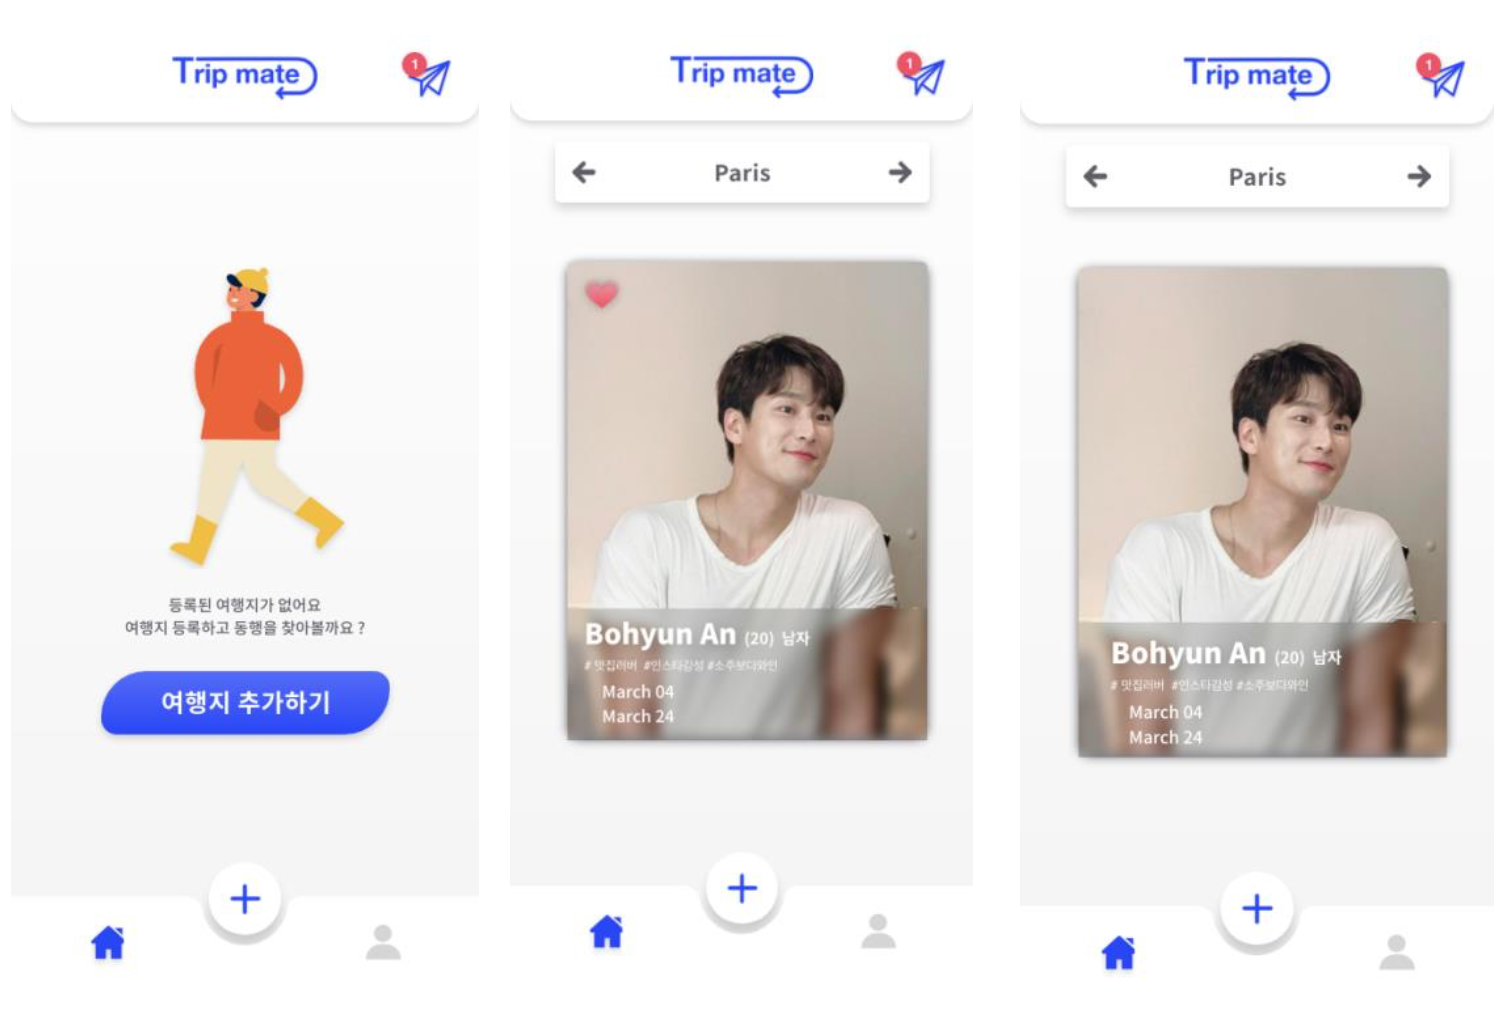 Trip mate
1
등록된 여행지가 없어요
여행지 등록하고 동행을 찾아볼까요 ?
여행지 추가하기
Trip mate
1
Paris
Bohyun An (20) 남자
# 맛집러버 #인스타감성 #소주보다와인
March 04
March 24
Trip mate
1
Paris
Bohyun An (20) 남자
# 맛집러버 #인스타감성 #소주보다와인
March 04
March 24